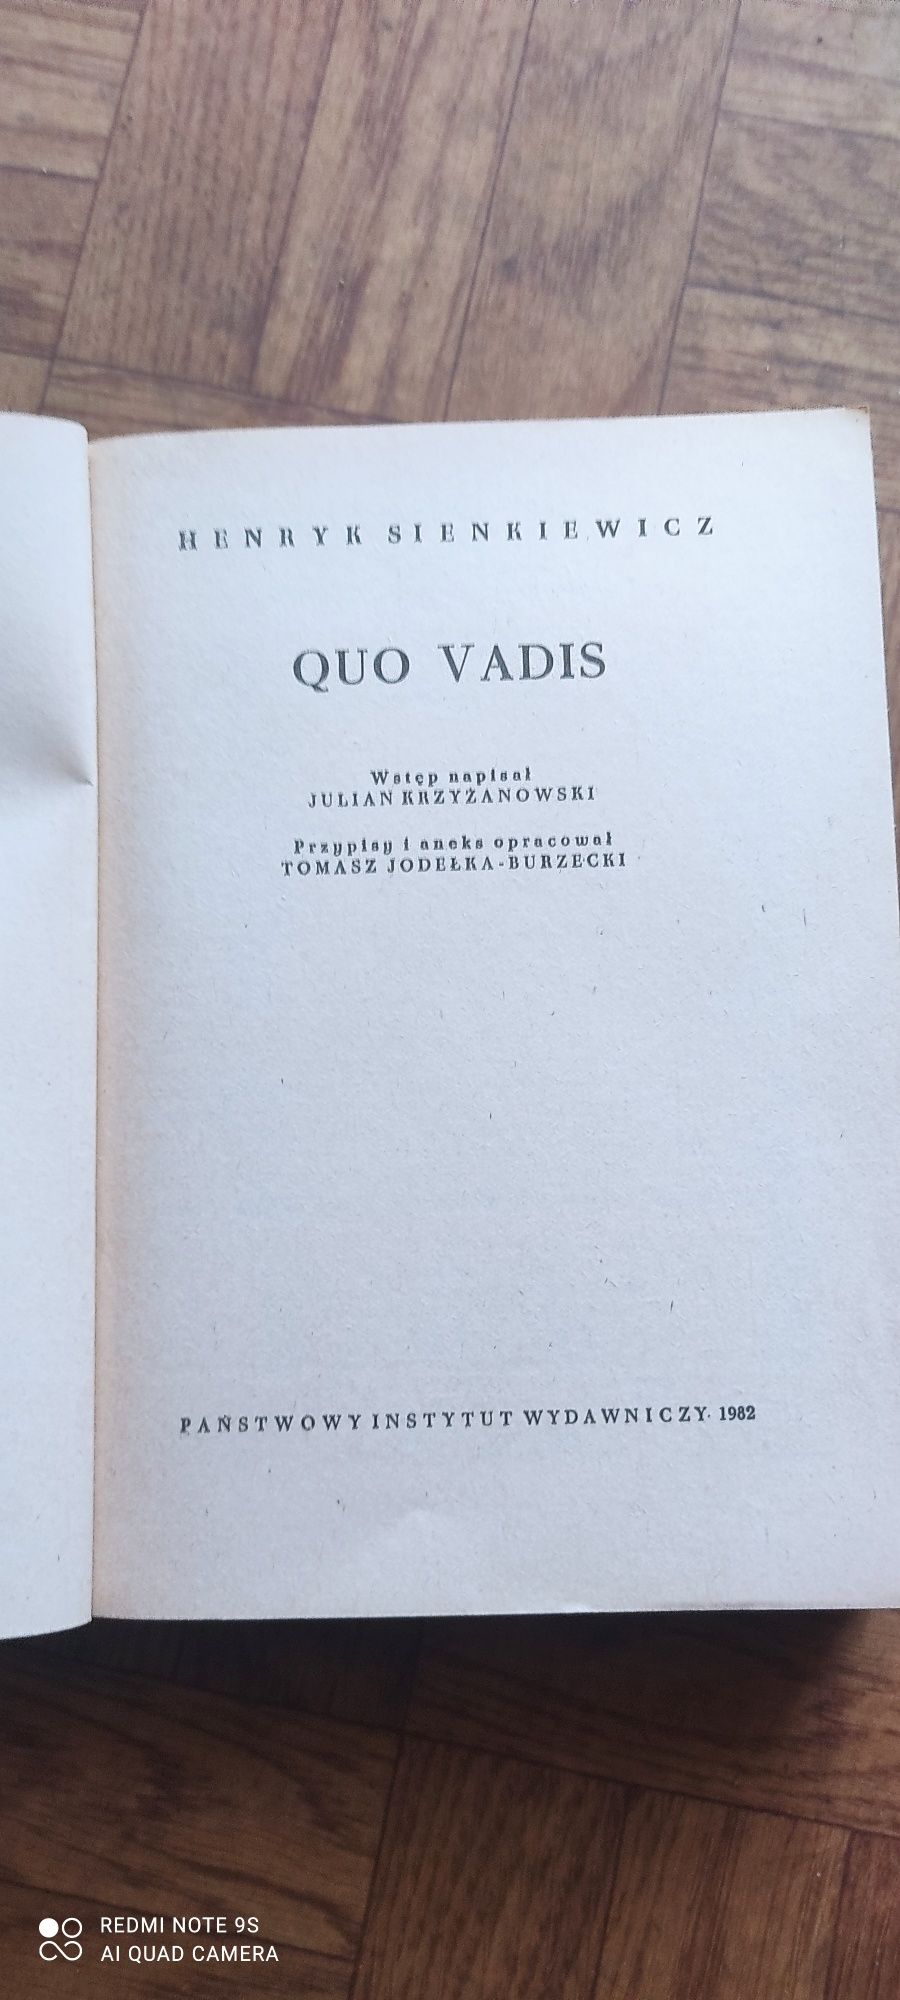 HENRYK SIENKIEWICZ
QUO VADIS
Wstęp napisał
JULIAN KRZYŻANOWSKI
Przypisy i aneks opracował
TOMASZ JODEŁKA-BURZECKI
PAŃSTWOWY INSTYTUT WYDAWNICZY · 1982
REDMI NOTE 9S
AI QUAD CAMERA